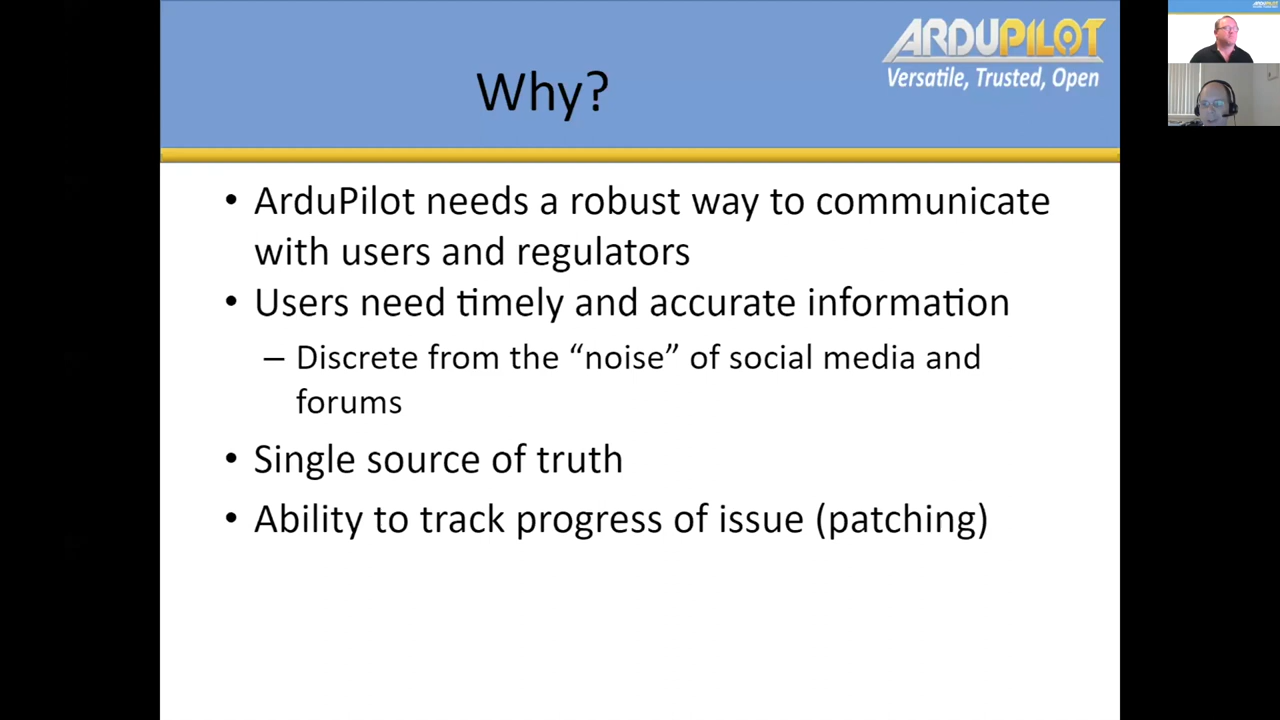 ARDUPILOT
Versatile, Trusted, Open
Why?
• ArduPilot needs a robust way to communicate
with users and regulators
• Users need timely and accurate information
– Discrete from the “noise” of social media and
forums
• Single source of truth
• Ability to track progress of issue (patching)
ARDUPILOT